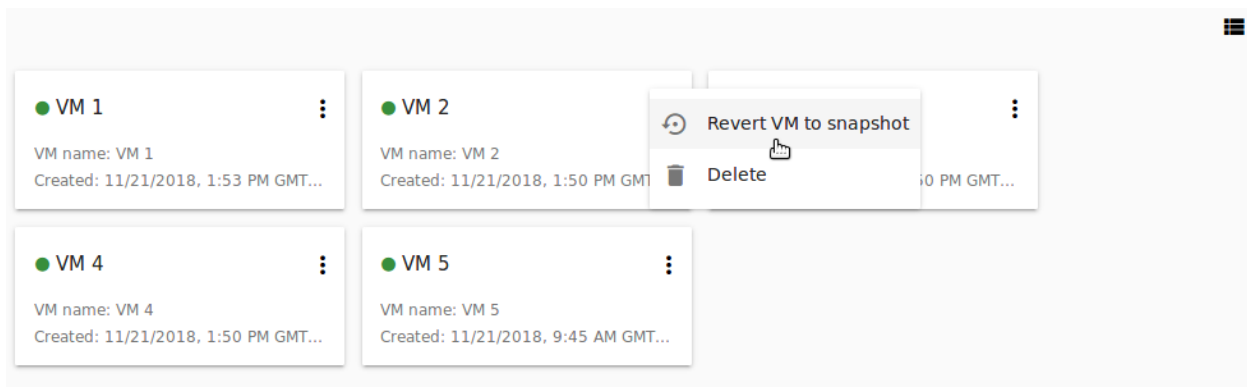 VM 1
VM name: VM 1
Created: 11/21/2018, 1:53 PM GMT...
VM 2
VM name: VM 2
Created: 11/21/2018, 1:50 PM GMT
Revert VM to snapshot
Delete
50 PM GMT...
VM 4
VM name: VM 4
Created: 11/21/2018, 1:50 PM GMT...
VM 5
VM name: VM 5
Created: 11/21/2018, 9:45 AM GMT...